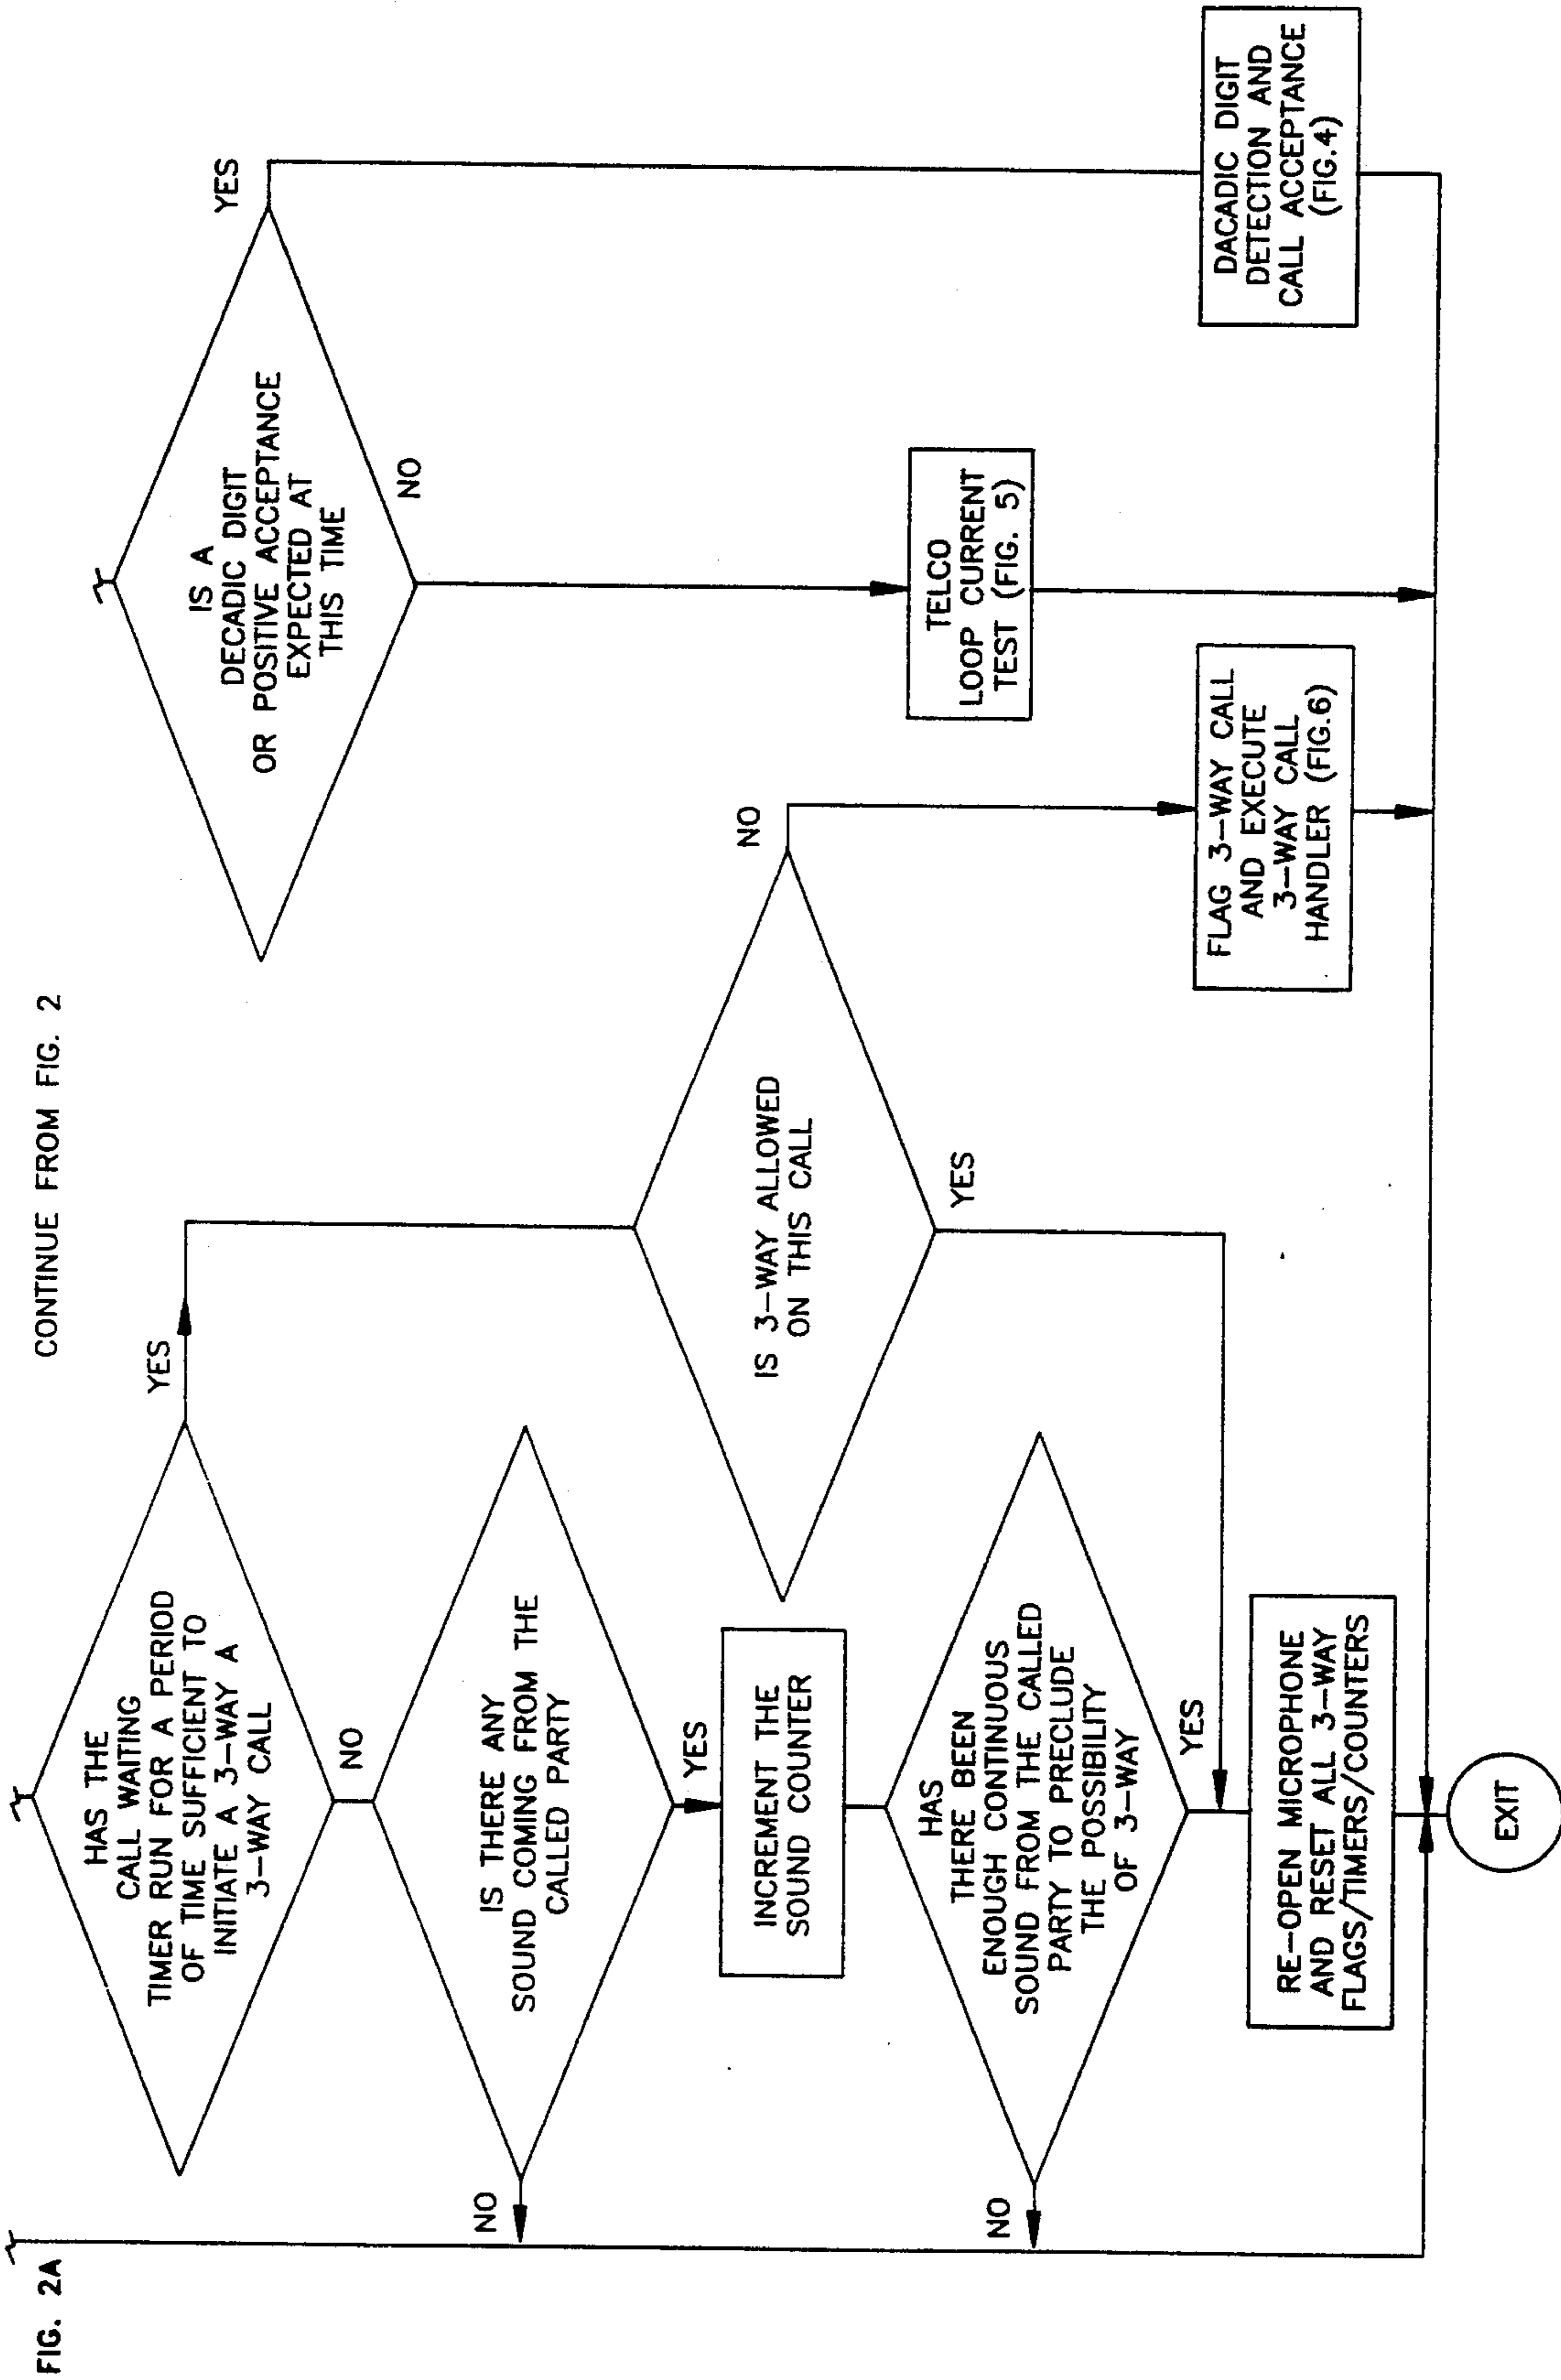 FIG. 2A
CONTINUE FROM FIG. 2
HAS THE
CALL WAITING
TIMER RUN FOR A PERIOD
OF TIME SUFFICIENT TO
INITIATE A 3-WAY A
3-WAY CALL
YES
NO
IS THERE ANY
SOUND COMING FROM THE
CALLED PARTY
NO
YES
INCREMENT THE
SOUND COUNTER
HAS
THERE BEEN
ENOUGH CONTINUOUS
SOUND FROM THE CALLED
PARTY TO PRECLUDE
THE POSSIBILITY
OF 3-WAY
NO
YES
RE-OPEN MICROPHONE
AND RESET ALL 3-WAY
FLAGS/TIMERS/COUNTERS
EXIT
IS 3-WAY ALLOWED
ON THIS CALL
NO
YES
FLAG 3-WAY CALL
AND EXECUTE
3-WAY CALL
HANDLER (FIG.6)
IS A
DECADIC DIGIT
OR POSITIVE ACCEPTANCE
EXPECTED AT
THIS TIME
YES
NO
TELCO
LOOP CURRENT
TEST (FIG. 5)
DACADIC DIGIT
DETECTION AND
CALL ACCEPTANCE
(FIG.4)